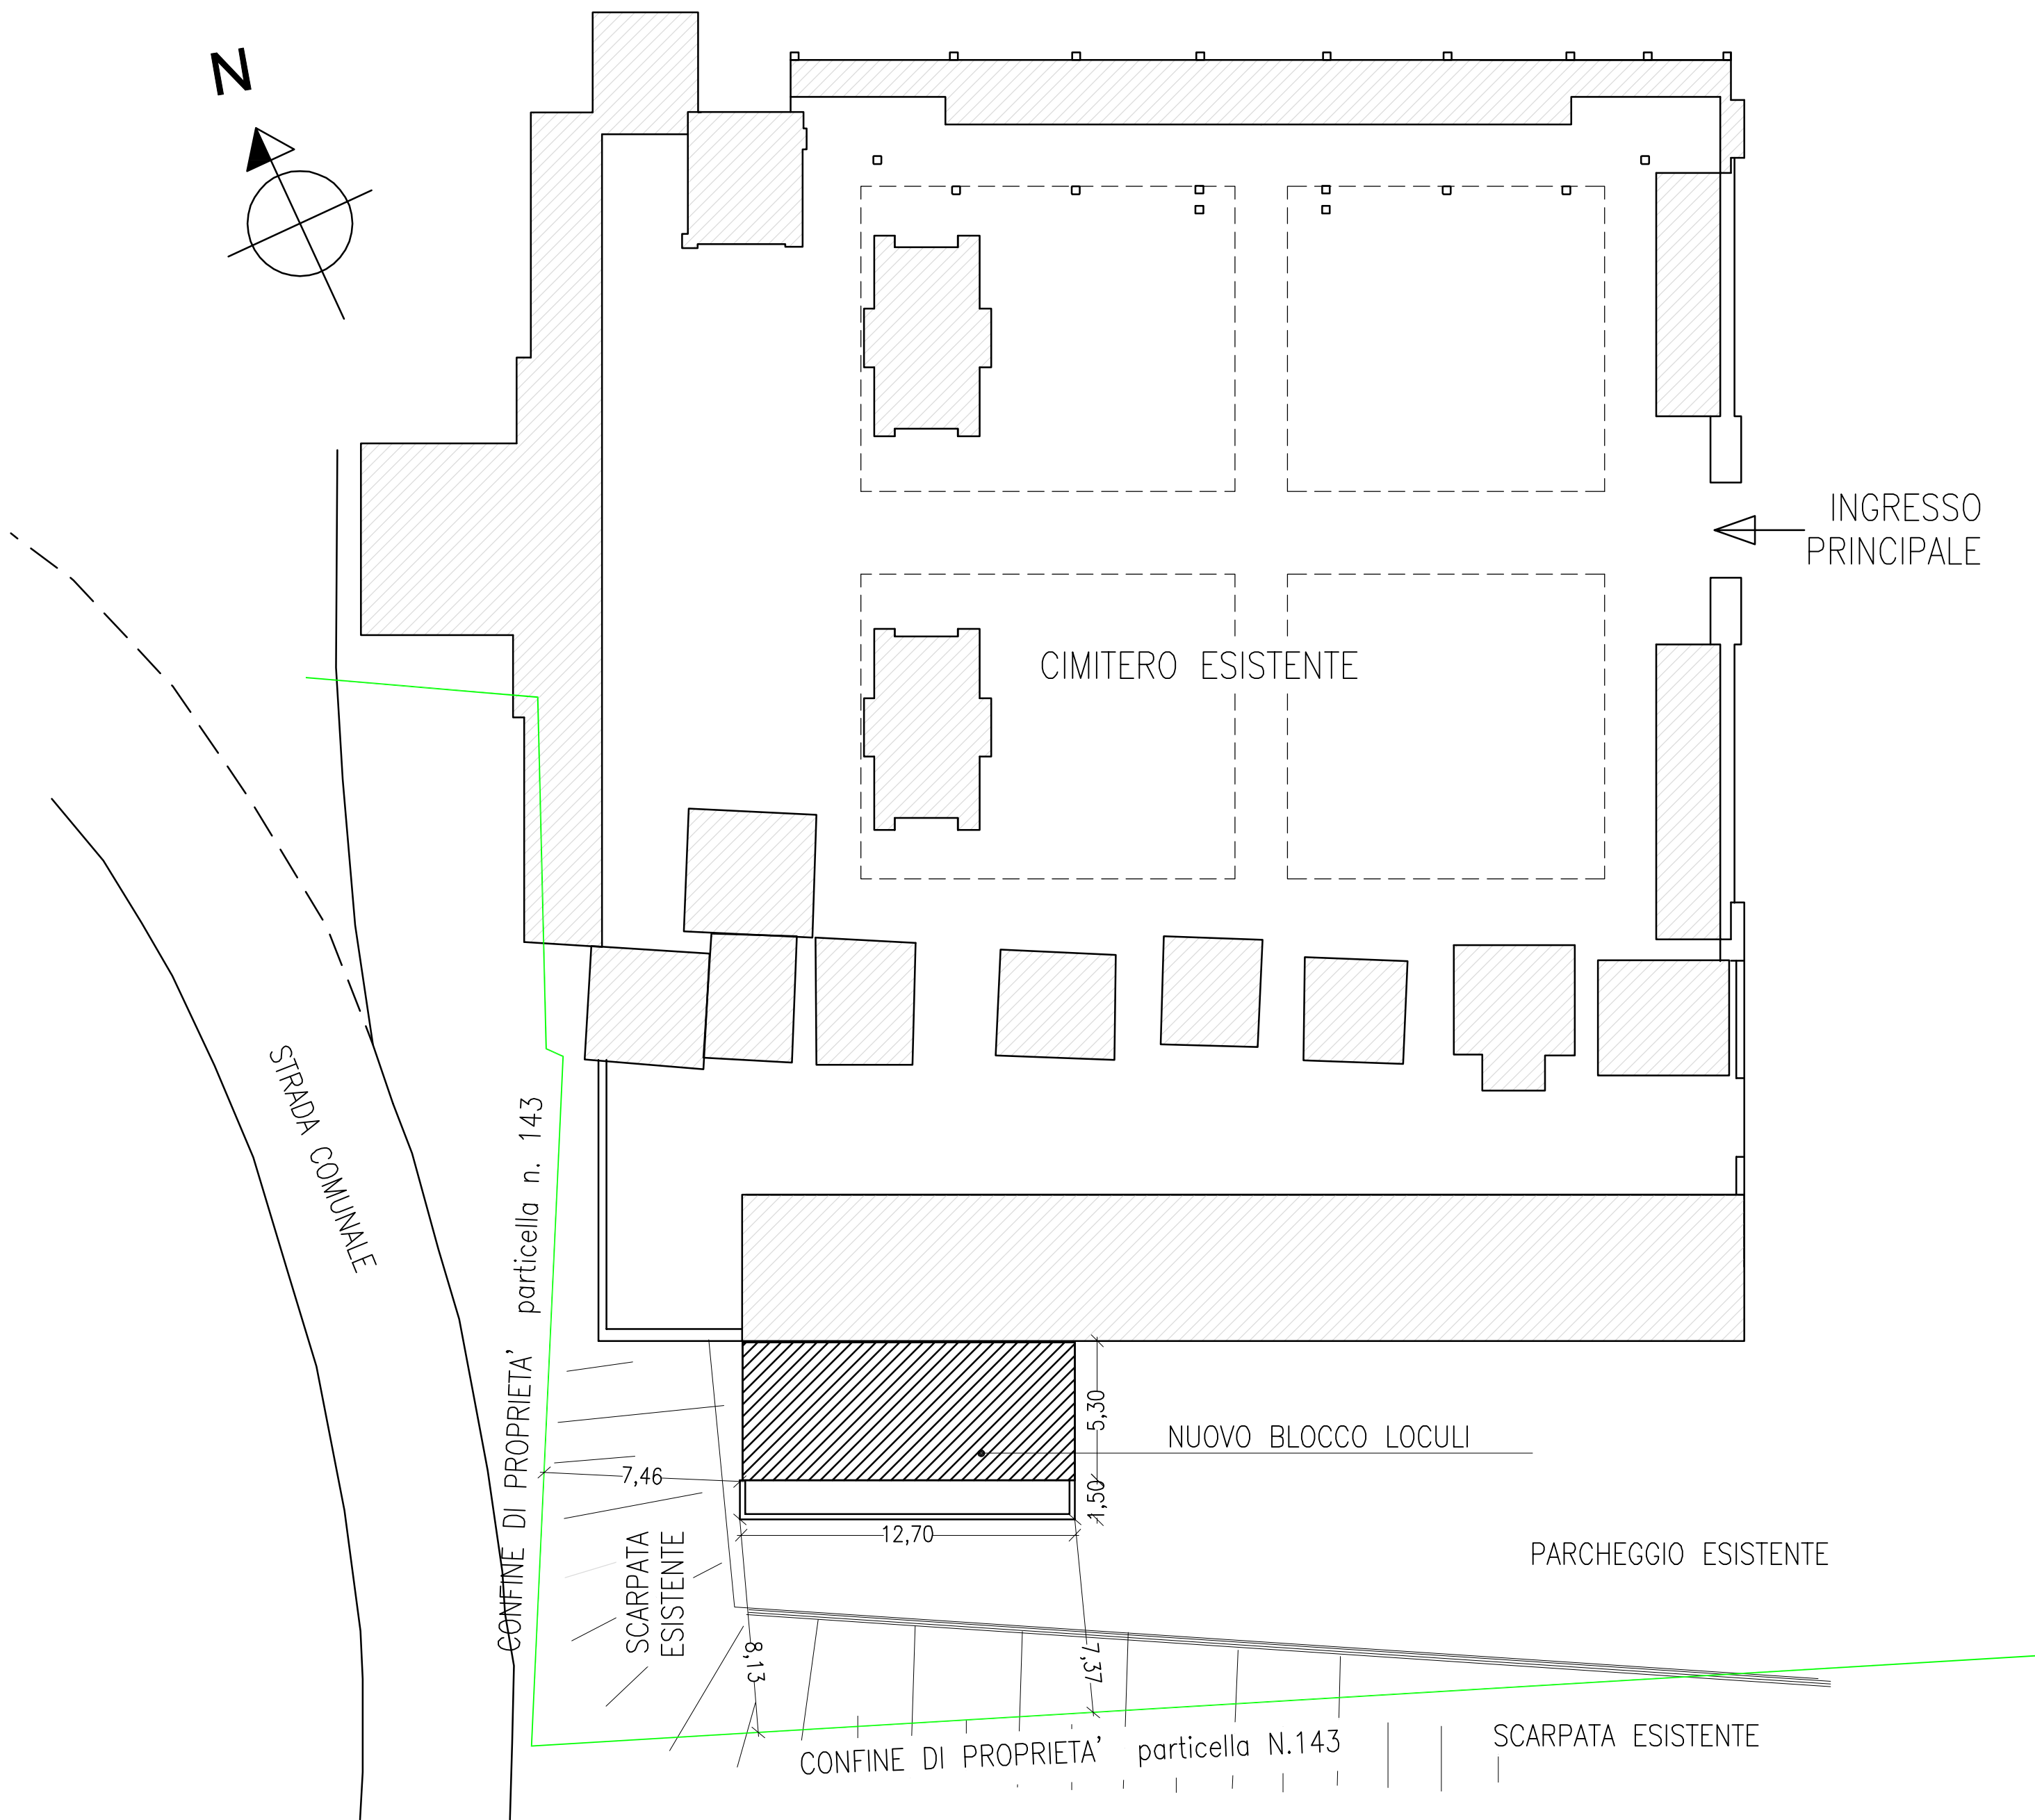 N
INGRESSO
PRINCIPALE
CIMITERO ESISTENTE
STRADA COMUNALE
CONFINE DI PROPRIETA' particella n. 143
5,30
NUOVO BLOCCO LOCULI
7,46
1,50
12,70
SCARPATA
ESISTENTE
PARCHEGGIO ESISTENTE
8,13
7,37
CONFINE DI PROPRIETA' particella N.143
SCARPATA ESISTENTE